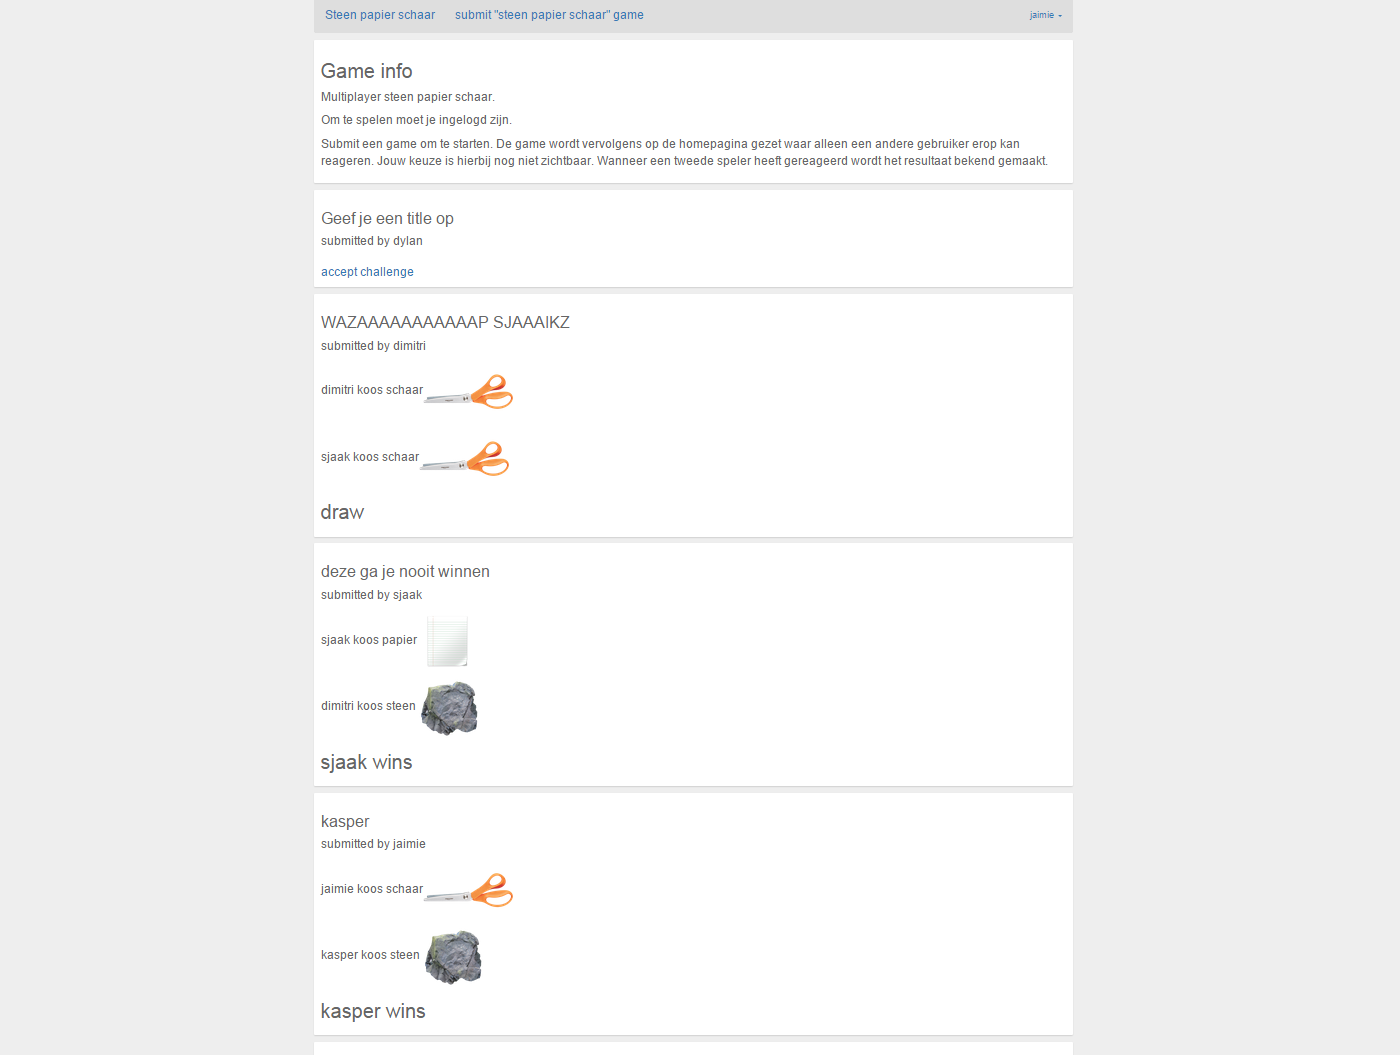 Steen papier schaar submit "steen papier schaar" game jaimie
Game info
Multiplayer steen papier schaar.
Om te spelen moet je ingelogd zijn.
Submit een game om te starten. De game wordt vervolgens op de homepagina gezet waar alleen een andere gebruiker erop kan
reageren. Jouw keuze is hierbij nog niet zichtbaar. Wanneer een tweede speler heeft gereageerd wordt het resultaat bekend gemaakt.
Geef je een title op
submitted by dylan
accept challenge
WAZAAAAAAAAAAAP SJAAAIKZ
submitted by dimitri
dimitri koos schaar
sjaak koos schaar
draw
deze ga je nooit winnen
submitted by sjaak
sjaak koos papier
dimitri koos steen
sjaak wins
kasper
submitted by jaimie
jaimie koos schaar
kasper koos steen
kasper wins